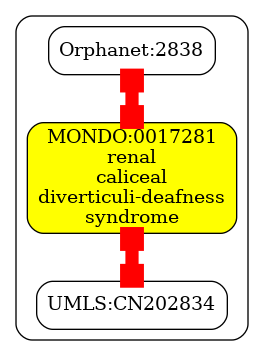 Orphanet:2838
MONDO:0017281
renal
caliceal
diverticuli-deafness
syndrome
UMLS:CN202834